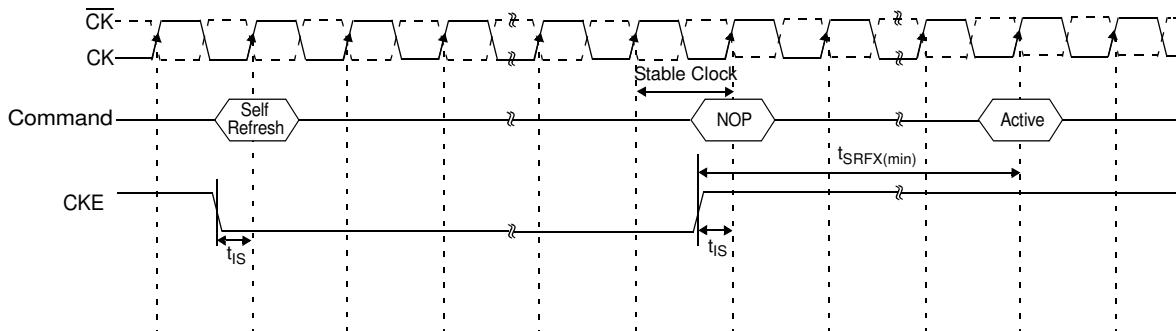 CK
CK
Stable Clock
Command
Self
Refresh
NOP
Active
tSRFX(min)
CKE
tIS
tIS